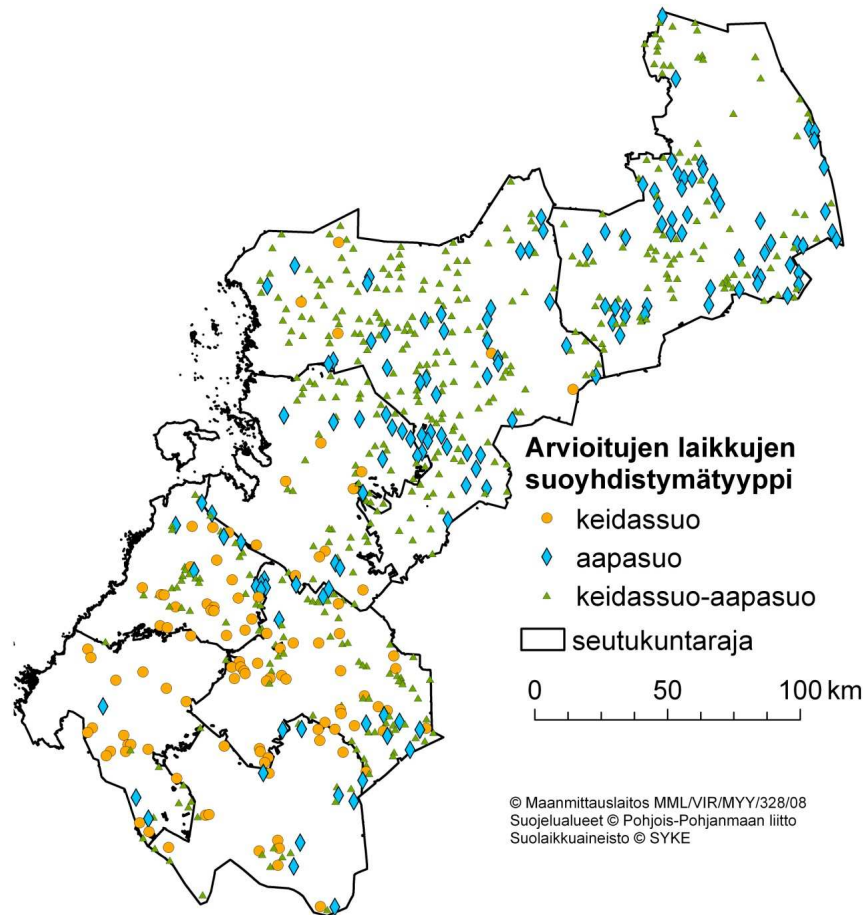 Arvioitujen laikkujen
suoyhdistymätyyppi
keidassuo
aapasuo
keidassuo-aapasuo
seutukuntaraja
0 50 100 km
© Maanmittauslaitos MML/VIR/MYY/328/08
Suojelualueet © Pohjois-Pohjanmaan liitto
Suolaikkuaineisto © SYKE